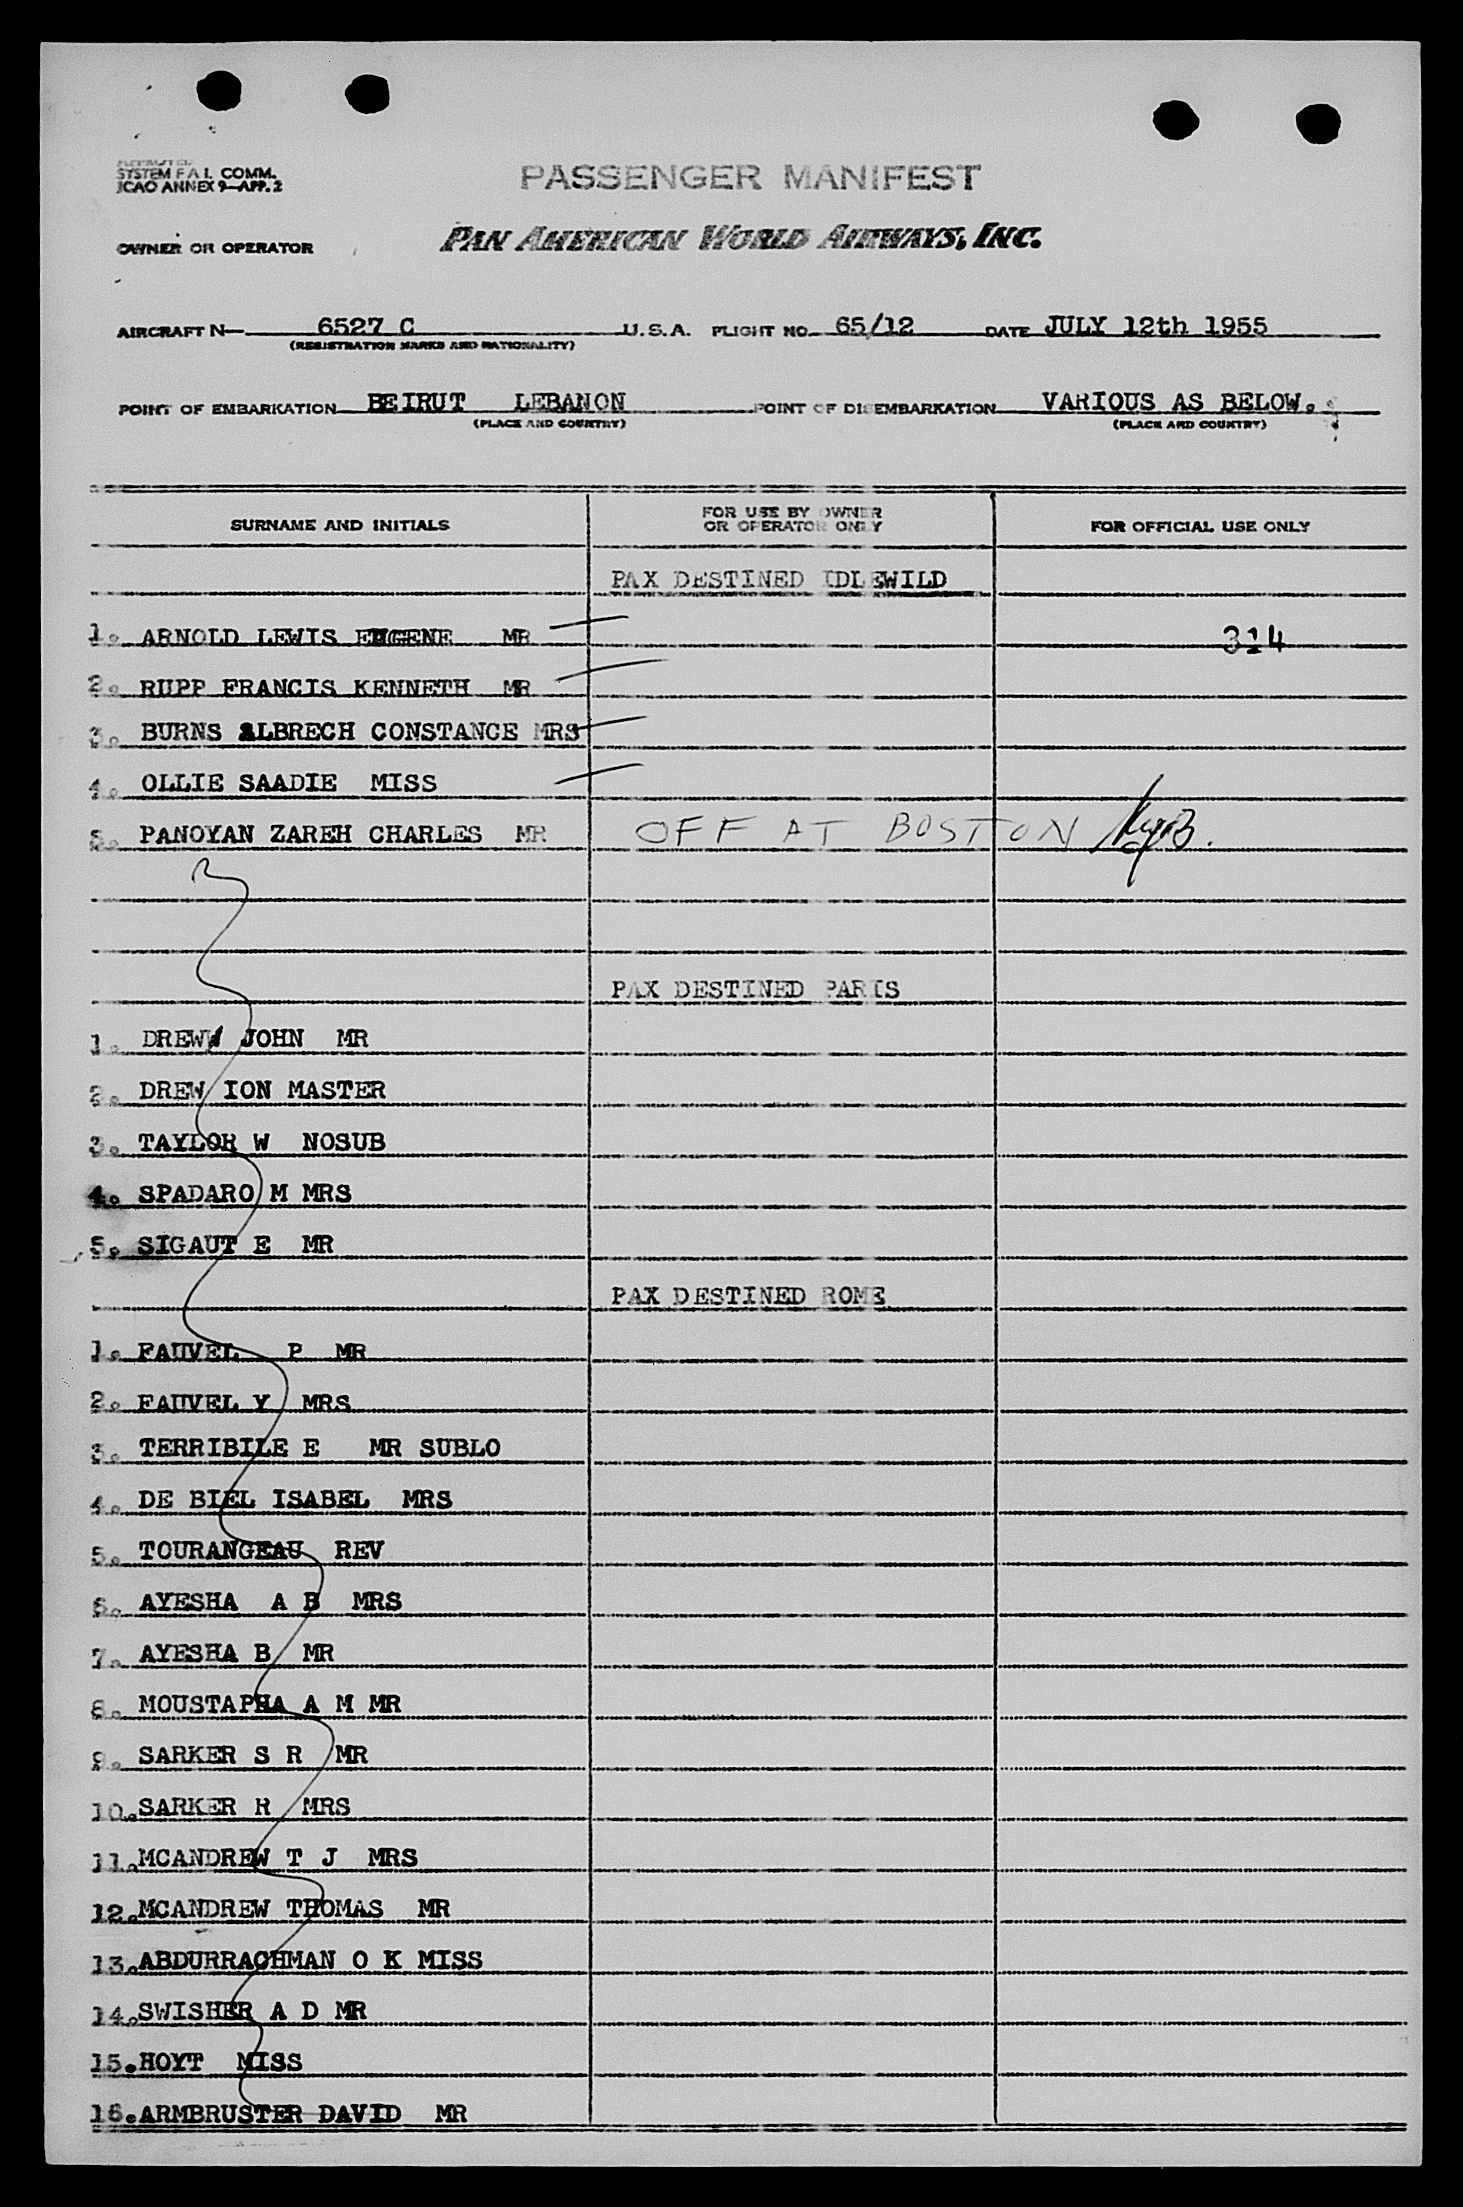 SYSTEM F A L COMM.
ICAO ANNEX 9—APP. 2
PASSENGER MANIFEST
OWNER OR OPERATOR PAN AMERICAN WORLD AIRWAYS, INC.
AIRCRAFT N— 6527 C U.S.A. FLIGHT NO. 65/12 DATE JULY 12th 1955
(REGISTRATION MARKS AND NATIONALITY)
POINT OF EMBARKATION BEIRUT LEBANON POINT OF DISEMBARKATION VARIOUS AS BELOW.
(PLACE AND COUNTRY) (PLACE AND COUNTRY)
SURNAME AND INITIALS FOR USE BY OWNER OR OPERATOR ONLY FOR OFFICIAL USE ONLY
PAX DESTINED IDLEWILD
1. ARNOLD LEWIS EUGENE MR 314
2. RUPP FRANCIS KENNETH MR
3. BURNS ALBRECH CONSTANCE MRS
4. OLLIE SAADIE MISS
5. PANOYAN ZAREH CHARLES MR OFF AT BOSTON
PAX DESTINED PARIS
1. DREW JOHN MR
2. DREW ION MASTER
3. TAYLOR W NOSUB
4. SPADARO M MRS
5. SIGAUT E MR
PAX DESTINED ROME
1. FAUVEL P MR
2. FAUVEL Y MRS
3. TERRIBILE E MR SUBLO
4. DE BIEL ISABEL MRS
5. TOURANGEAU REV
6. AYESHA A B MRS
7. AYESHA B MR
8. MOUSTAPHA A M MR
9. SARKER S R MR
10. SARKER R MRS
11. MCANDREW T J MRS
12. MCANDREW THOMAS MR
13. ABDURRACHMAN O K MISS
14. SWISHER A D MR
15. HOYT MISS
16. ARMBRUSTER DAVID MR